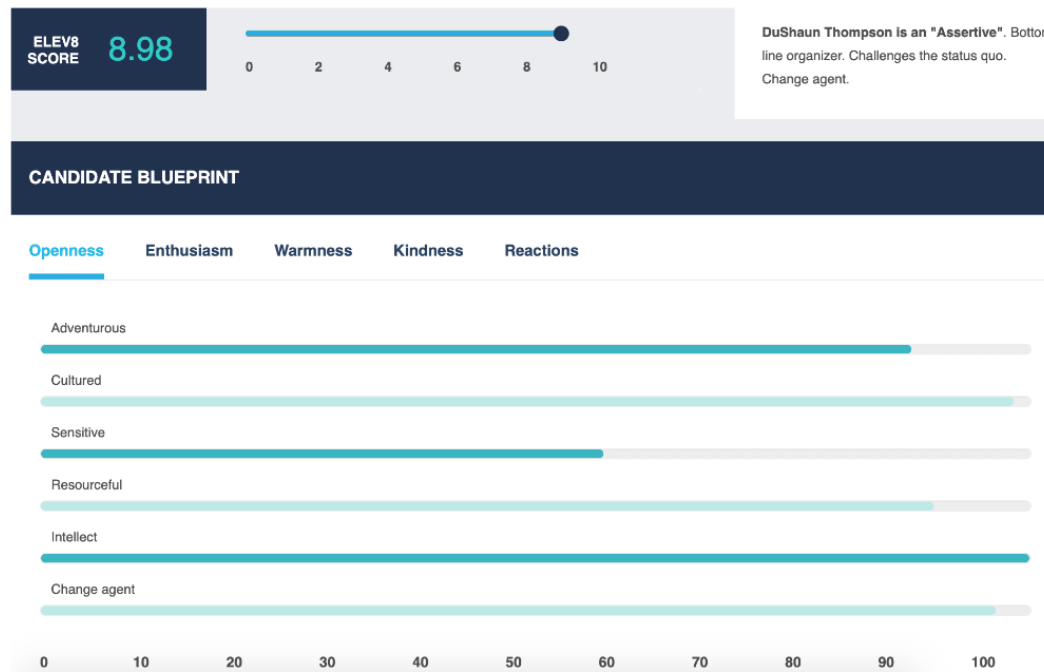 ELEV8
SCORE
8.98
0 2 4 6 8 10
DuShaun Thompson is an "Assertive".
line organizer. Challenges the status quo.
Change agent.
CANDIDATE BLUEPRINT
Openness Enthusiasm Warmness Kindness Reactions
Adventurous
Cultured
Sensitive
Resourceful
Intellect
Change agent
0 10 20 30 40 50 60 70 80 90 100